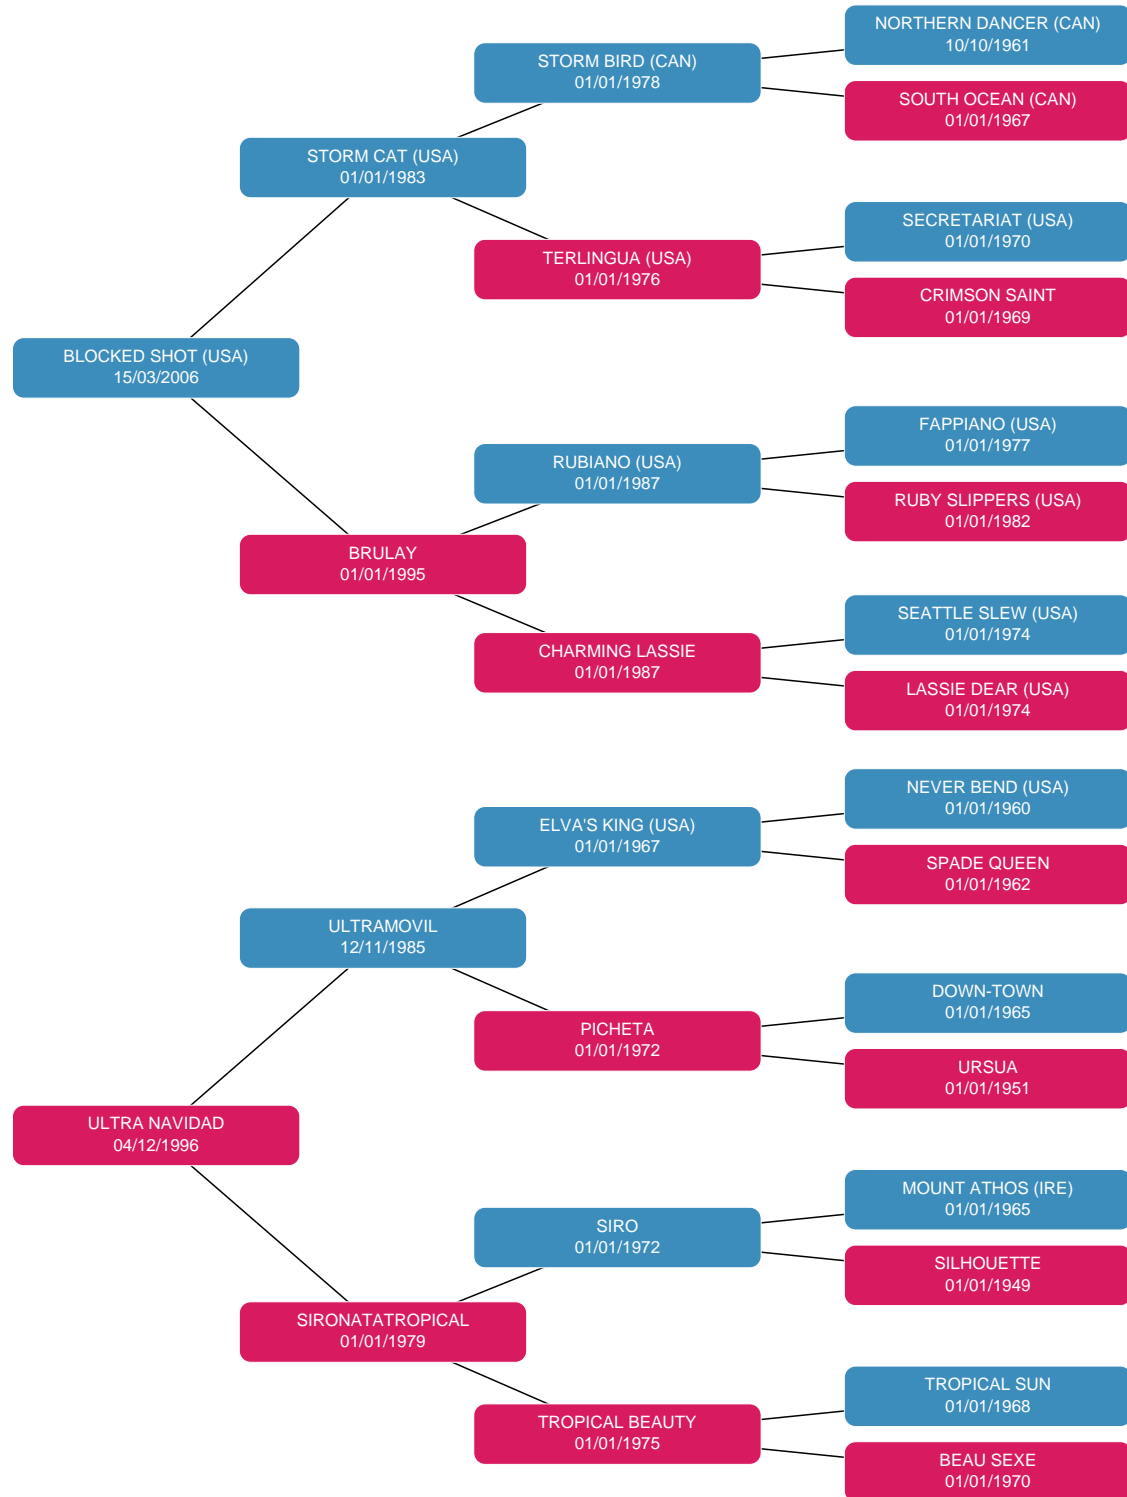 NORTHERN DANCER (CAN)
10/10/1961
STORM BIRD (CAN)
01/01/1978
SOUTH OCEAN (CAN)
01/01/1967
STORM CAT (USA)
01/01/1983
SECRETARIAT (USA)
01/01/1970
TERLINGUA (USA)
01/01/1976
CRIMSON SAINT
01/01/1969
BLOCKED SHOT (USA)
15/03/2006
FAPPIANO (USA)
01/01/1977
RUBIANO (USA)
01/01/1987
RUBY SLIPPERS (USA)
01/01/1982
BRULAY
01/01/1995
SEATTLE SLEW (USA)
01/01/1974
CHARMING LASSIE
01/01/1987
LASSIE DEAR (USA)
01/01/1974
NEVER BEND (USA)
01/01/1960
ELVA'S KING (USA)
01/01/1967
SPADE QUEEN
01/01/1962
ULTRAMOVIL
12/11/1985
DOWN-TOWN
01/01/1965
PICHETA
01/01/1972
URSUA
01/01/1951
ULTRA NAVIDAD
04/12/1996
MOUNT ATHOS (IRE)
01/01/1965
SIRO
01/01/1972
SILHOUETTE
01/01/1949
SIRONATATROPICAL
01/01/1979
TROPICAL SUN
01/01/1968
TROPICAL BEAUTY
01/01/1975
BEAU SEXE
01/01/1970